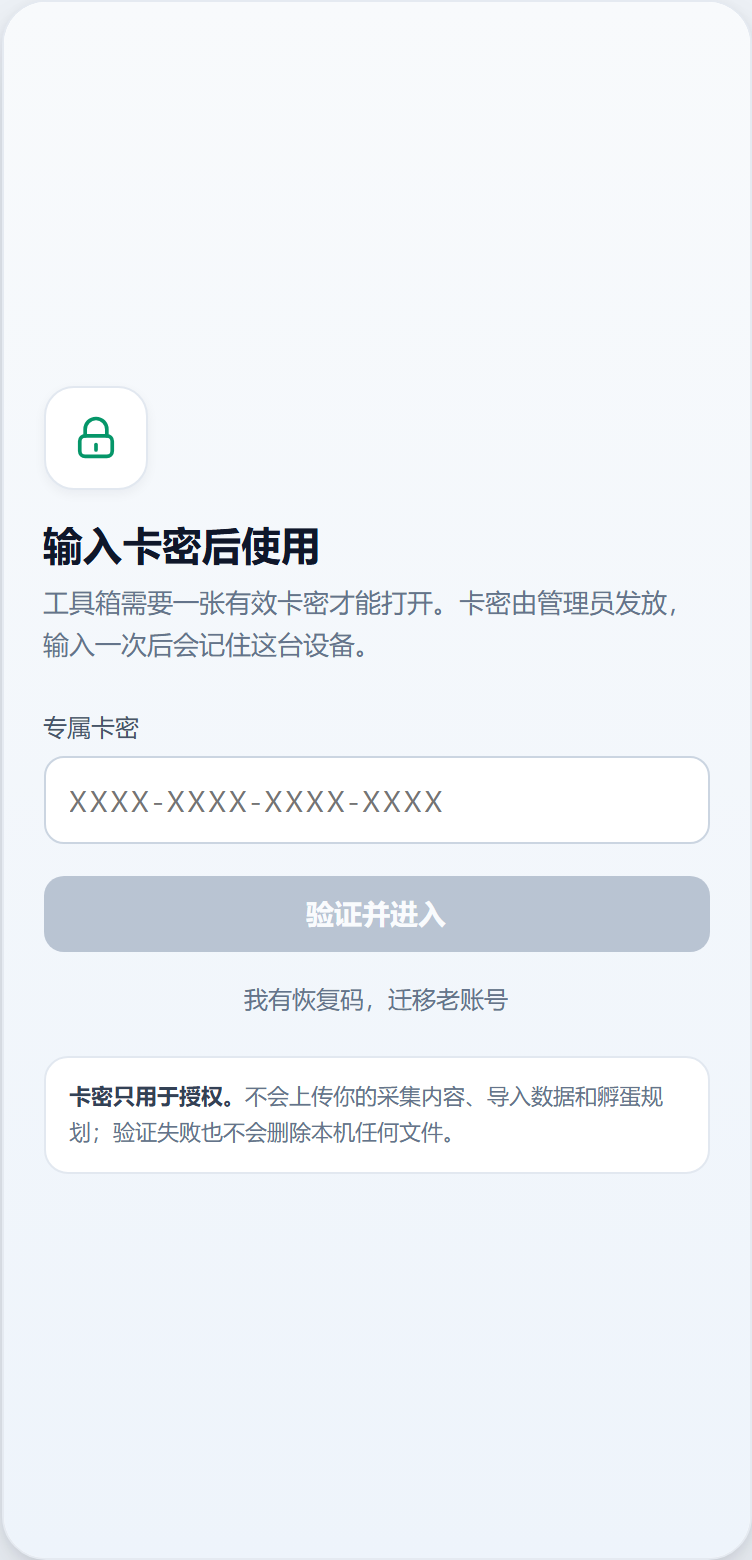 输入卡密后使用
工具箱需要一张有效卡密才能打开。卡密由管理员发放，
输入一次后会记住这台设备。
专属卡密
XXXX-XXXX-XXXX-XXXX
验证并进入
我有恢复码，迁移老账号
卡密只用于授权。不会上传你的采集内容、导入数据和孵蛋规
划；验证失败也不会删除本机任何文件。